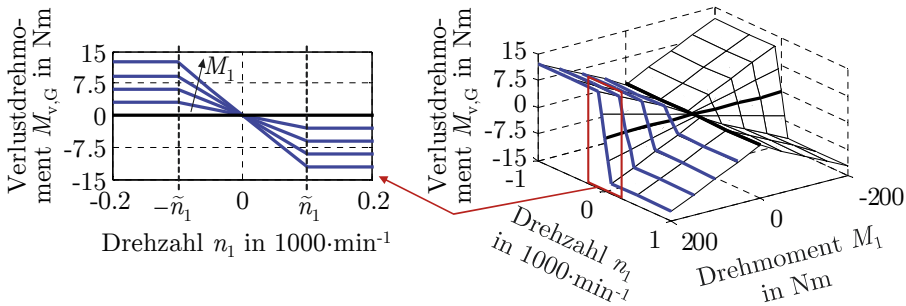 Verlustdrehmo-
ment M_v,G in Nm
15
7.5
0
-7.5
-15
M_1
-0.2
−ñ_1
0
ñ_1
0.2
Drehzahl n_1 in 1000·min⁻¹
Verlustdrehmo-
ment M_v,G in Nm
15
7.5
0
-7.5
-15
-1
0
1
Drehzahl n_1
in 1000·min⁻¹
200
0
-200
Drehmoment M_1
in Nm